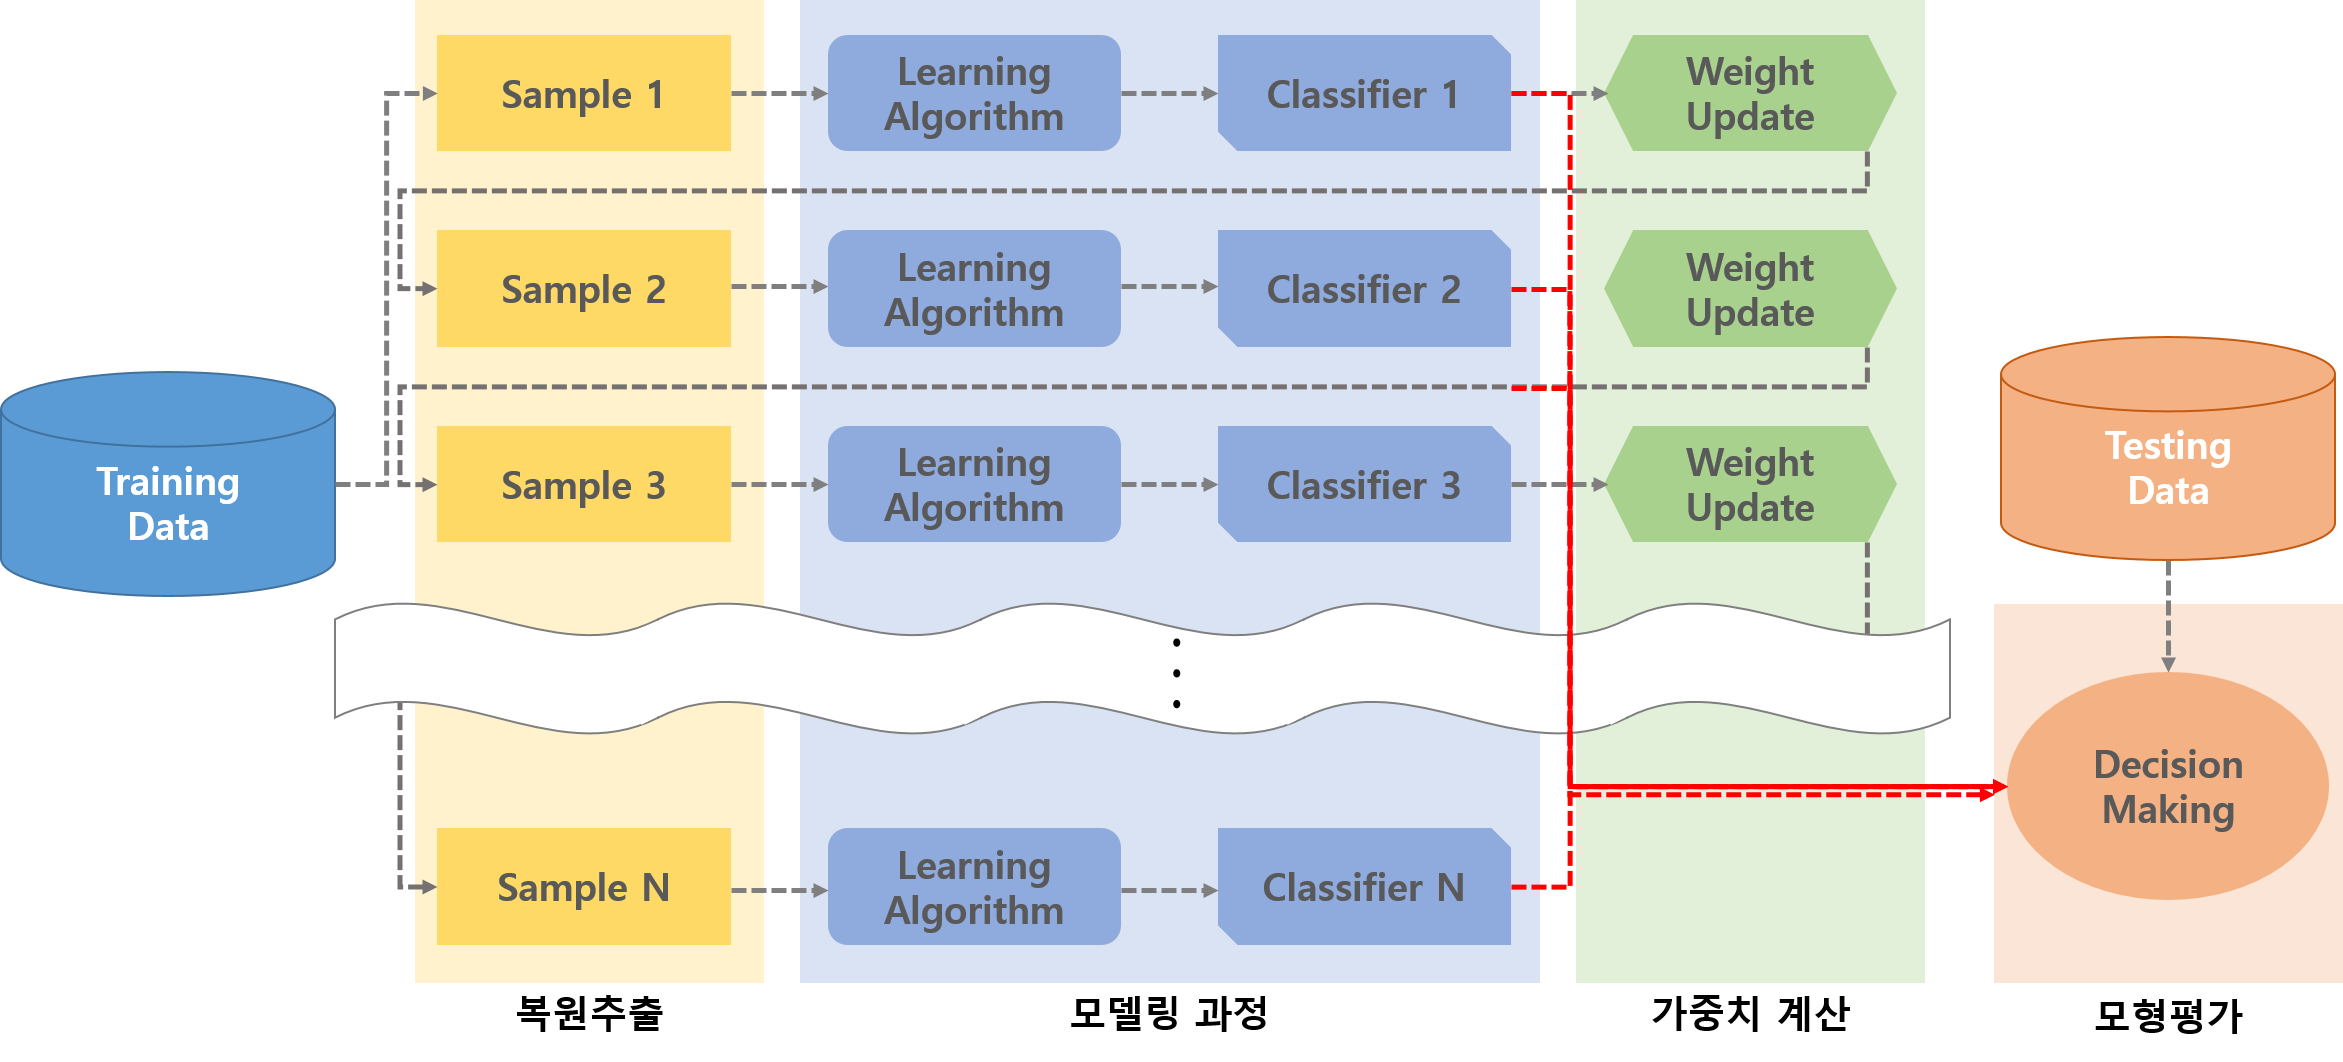 Sample 1
Learning
Algorithm
Classifier 1
Weight
Update
Sample 2
Learning
Algorithm
Classifier 2
Weight
Update
Training
Data
Sample 3
Learning
Algorithm
Classifier 3
Weight
Update
Testing
Data
Sample N
Learning
Algorithm
Classifier N
Decision
Making
복원추출
모델링 과정
가중치 계산
모형평가